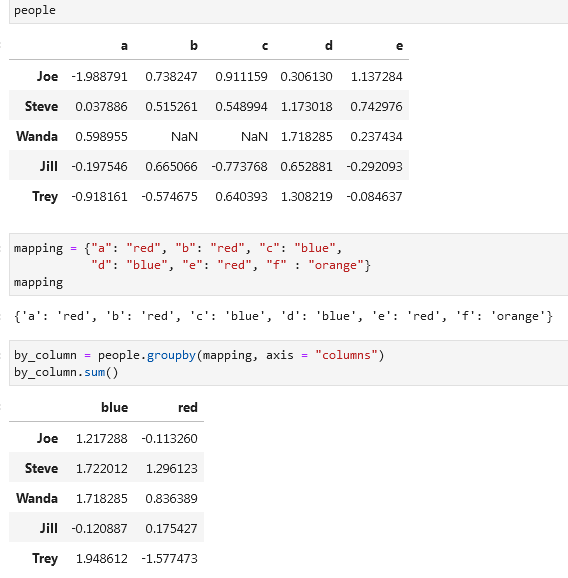 people
a b c d e
Joe -1.988791 0.738247 0.911159 0.306130 1.137284
Steve 0.037886 0.515261 0.548994 1.173018 0.742976
Wanda 0.598955 NaN NaN 1.718285 0.237434
Jill -0.197546 0.665066 -0.773768 0.652881 -0.292093
Trey -0.918161 -0.574675 0.640393 1.308219 -0.084637
mapping = {"a": "red", "b": "red", "c": "blue",
"d": "blue", "e": "red", "f" : "orange"}
mapping
{'a': 'red', 'b': 'red', 'c': 'blue', 'd': 'blue', 'e': 'red', 'f': 'orange'}
by_column = people.groupby(mapping, axis = "columns")
by_column.sum()
blue red
Joe 1.217288 -0.113260
Steve 1.722012 1.296123
Wanda 1.718285 0.836389
Jill -0.120887 0.175427
Trey 1.948612 -1.577473